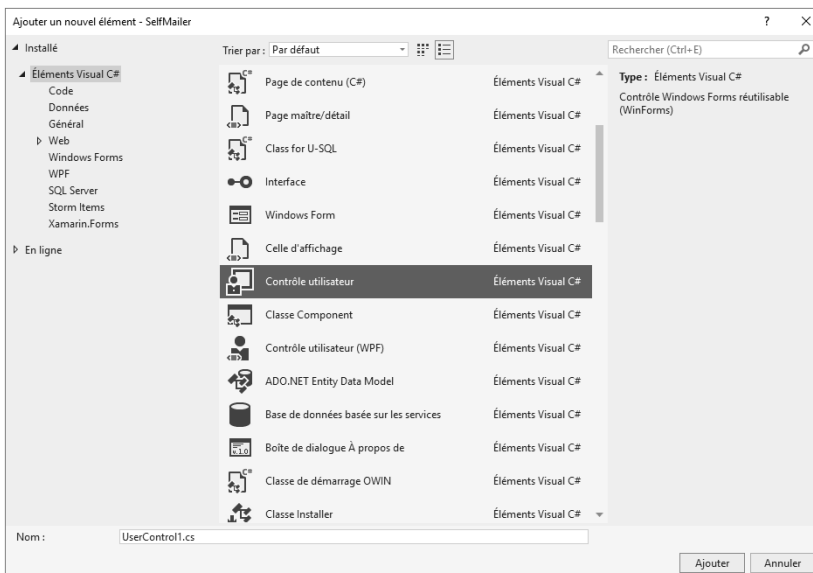 Ajouter un nouvel élément - SelfMailer
? X
Installé
Éléments Visual C#
Code
Données
Général
Web
Windows Forms
WPF
SQL Server
Storm Items
Xamarin.Forms
En ligne
Trier par : Par défaut
Page de contenu (C#) Éléments Visual C#
Page maître/détail Éléments Visual C#
Class for U-SQL Éléments Visual C#
Interface Éléments Visual C#
Windows Form Éléments Visual C#
Celle d'affichage Éléments Visual C#
Contrôle utilisateur Éléments Visual C#
Classe Component Éléments Visual C#
Contrôle utilisateur (WPF) Éléments Visual C#
ADO.NET Entity Data Model Éléments Visual C#
Base de données basée sur les services Éléments Visual C#
Boîte de dialogue À propos de Éléments Visual C#
Classe de démarrage OWIN Éléments Visual C#
Classe Installer Éléments Visual C#
Rechercher (Ctrl+E)
Type : Éléments Visual C#
Contrôle Windows Forms réutilisable
(WinForms)
Nom : UserControl1.cs
Ajouter Annuler